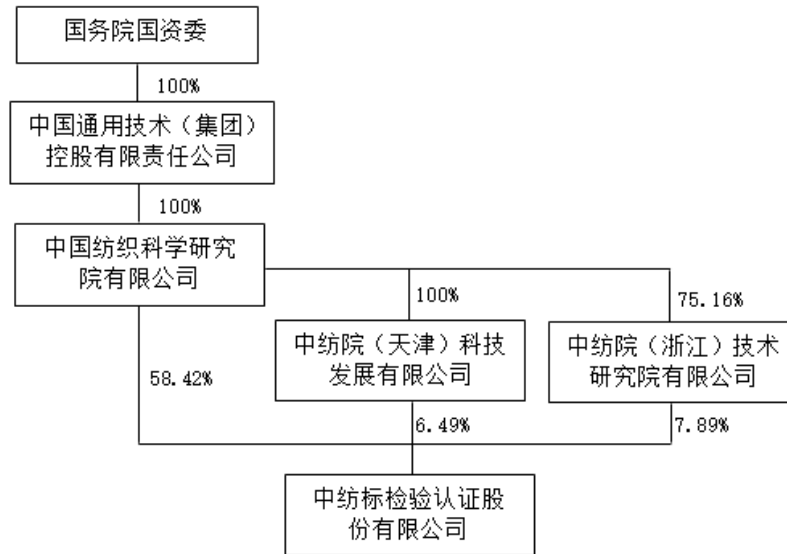 国务院国资委
100%
中国通用技术（集团）
控股有限责任公司
100%
中国纺织科学研究
院有限公司
100%
75.16%
中纺院（天津）科技
发展有限公司
中纺院（浙江）技术
研究院有限公司
58.42%
6.49%
7.89%
中纺标检验认证股
份有限公司